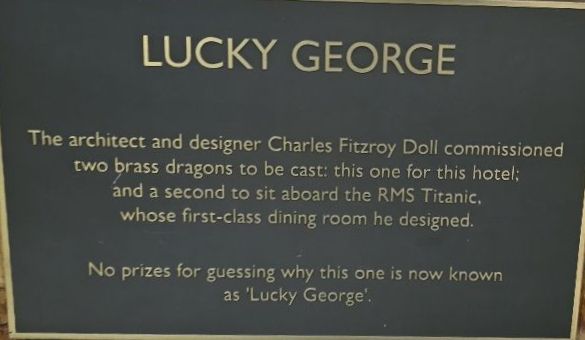 LUCKY GEORGE
The architect and designer Charles Fitzroy Doll commissioned
two brass dragons to be cast: this one for this hotel;
and a second to sit aboard the RMS Titanic,
whose first-class dining room he designed.
No prizes for guessing why this one is now known
as 'Lucky George'.